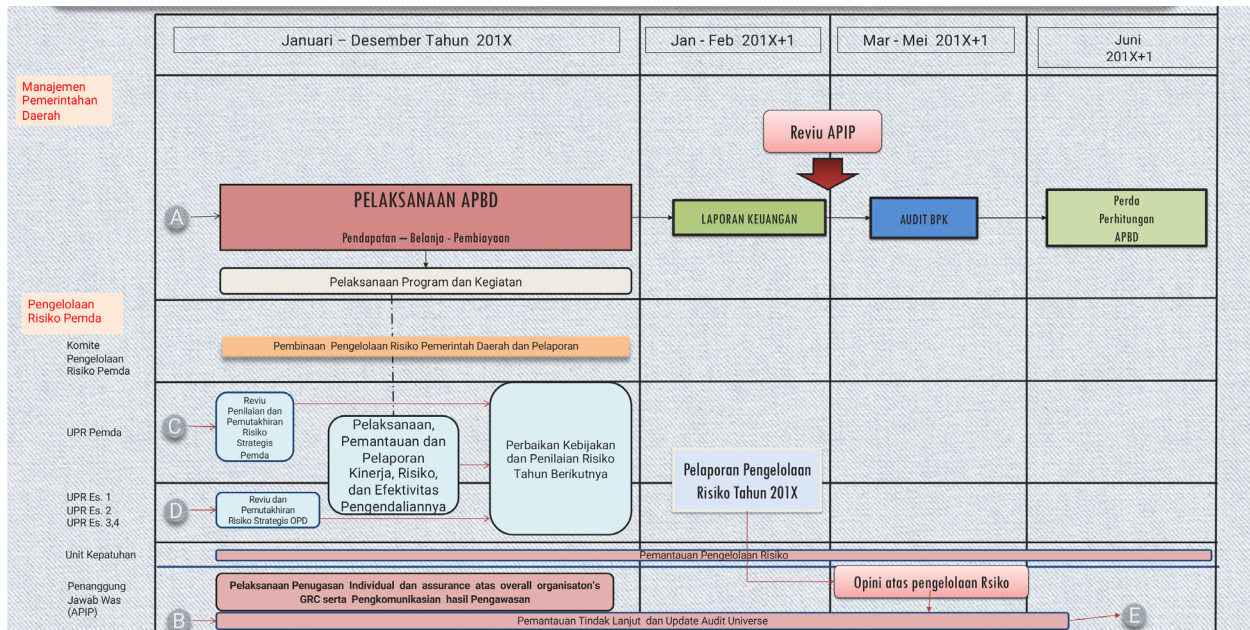 Januari – Desember Tahun 201X
Jan - Feb 201X+1
Mar - Mei 201X+1
Juni
201X+1
Manajemen
Pemerintahan
Daerah
Reviu APIP
A
PELAKSANAAN APBD
Pendapatan – Belanja - Pembiayaan
LAPORAN KEUANGAN
AUDIT BPK
Perda
Perhitungan
APBD
Pelaksanaan Program dan Kegiatan
Pengelolaan
Risiko Pemda
Komite
Pengelolaan
Risiko Pemda
Pembinaan Pengelolaan Risiko Pemerintah Daerah dan Pelaporan
UPR Pemda
C
Reviu
Penilaian dan
Pemutakhiran
Risiko
Strategis
Pemda
Pelaksanaan,
Pemantauan dan
Pelaporan
Kinerja, Risiko,
dan Efektivitas
Pengendaliannya
Perbaikan Kebijakan
dan Penilaian Risiko
Tahun Berikutnya
Pelaporan Pengelolaan
Risiko Tahun 201X
UPR Es. 1
UPR Es. 2
UPR Es. 3,4
D
Reviu dan
Pemutakhiran
Risiko Strategis OPD
Unit Kepatuhan
Pemantauan Pengelolaan Risiko
Penanggung
Jawab Was
(APIP)
Pelaksanaan Penugasan Individual dan assurance atas overall organisaton's
GRC serta Pengkomunikasian hasil Pengawasan
Opini atas pengelolaan Rsiko
B
Pemantauan Tindak Lanjut dan Update Audit Universe
E